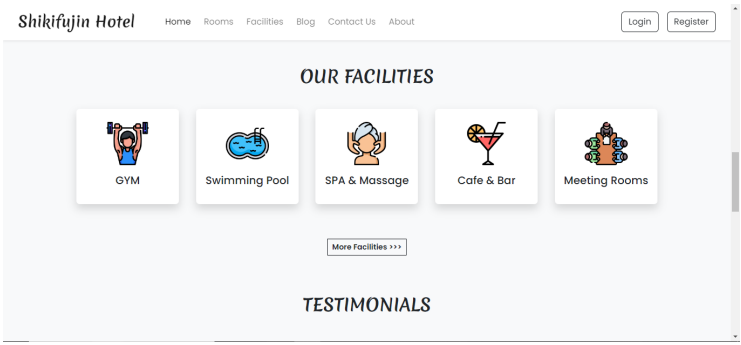 Shikifujin Hotel Home Rooms Facilities Blog Contact Us About Login Register
OUR FACILITIES
GYM Swimming Pool SPA & Massage Cafe & Bar Meeting Rooms
More Facilities >>>
TESTIMONIALS